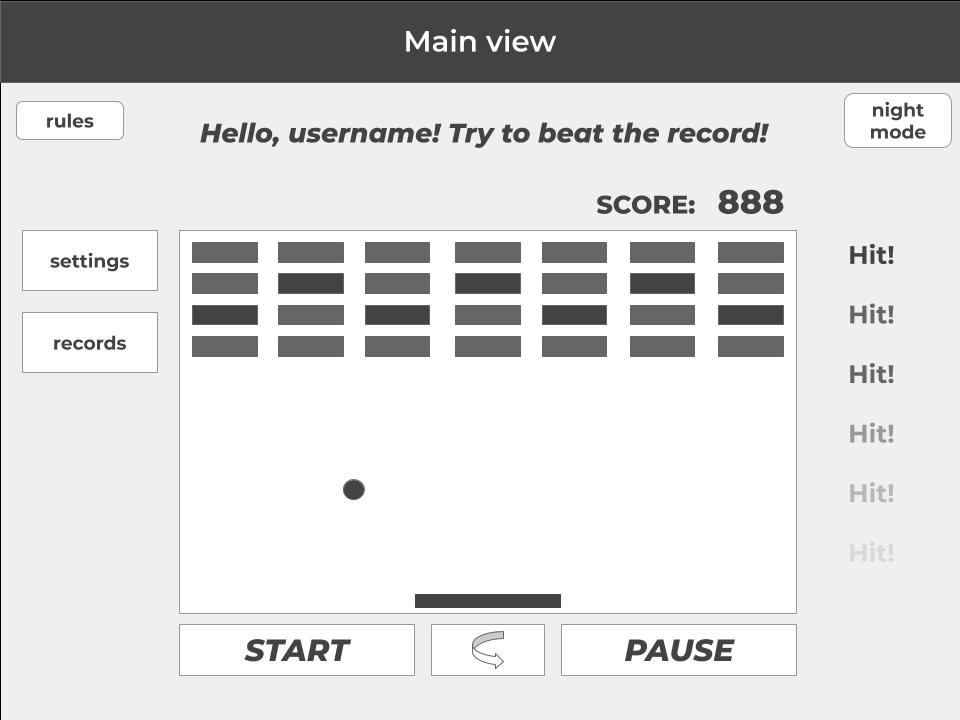 Main view
rules
night
mode
Hello, username! Try to beat the record!
SCORE: 888
settings
records
Hit!
Hit!
Hit!
Hit!
Hit!
Hit!
START
PAUSE